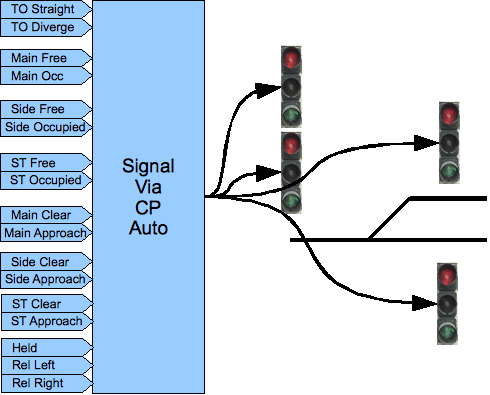 TO Straight
TO Diverge
Main Free
Main Occ
Side Free
Side Occupied
ST Free
ST Occupied
Main Clear
Main Approach
Side Clear
Side Approach
ST Clear
ST Approach
Held
Rel Left
Rel Right
Signal
Via
CP
Auto